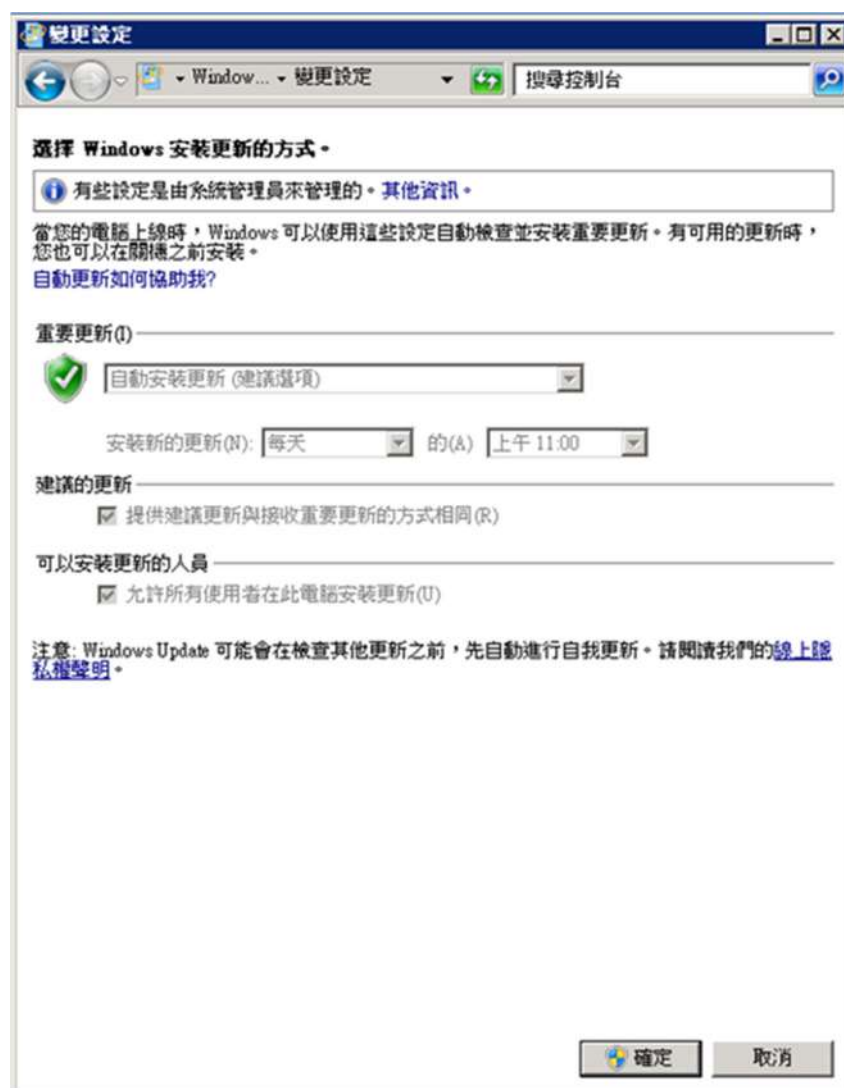 變更設定
Window... 變更設定
搜尋控制台
選擇 Windows 安裝更新的方式。
有些設定是由系統管理員來管理的。其他資訊。
當您的電腦上線時，Windows 可以使用這些設定自動檢查並安裝重要更新。有可用的更新時，
您也可以在關機之前安裝。
自動更新如何協助我?
重要更新(I)
自動安裝更新 (建議選項)
安裝新的更新(N): 每天 的(A) 上午 11:00
建議的更新
提供建議更新與接收重要更新的方式相同(R)
可以安裝更新的人員
允許所有使用者在此電腦安裝更新(U)
注意: Windows Update 可能會在檢查其他更新之前，先自動進行自我更新。請閱讀我們的線上隱
私權聲明。
確定 取消